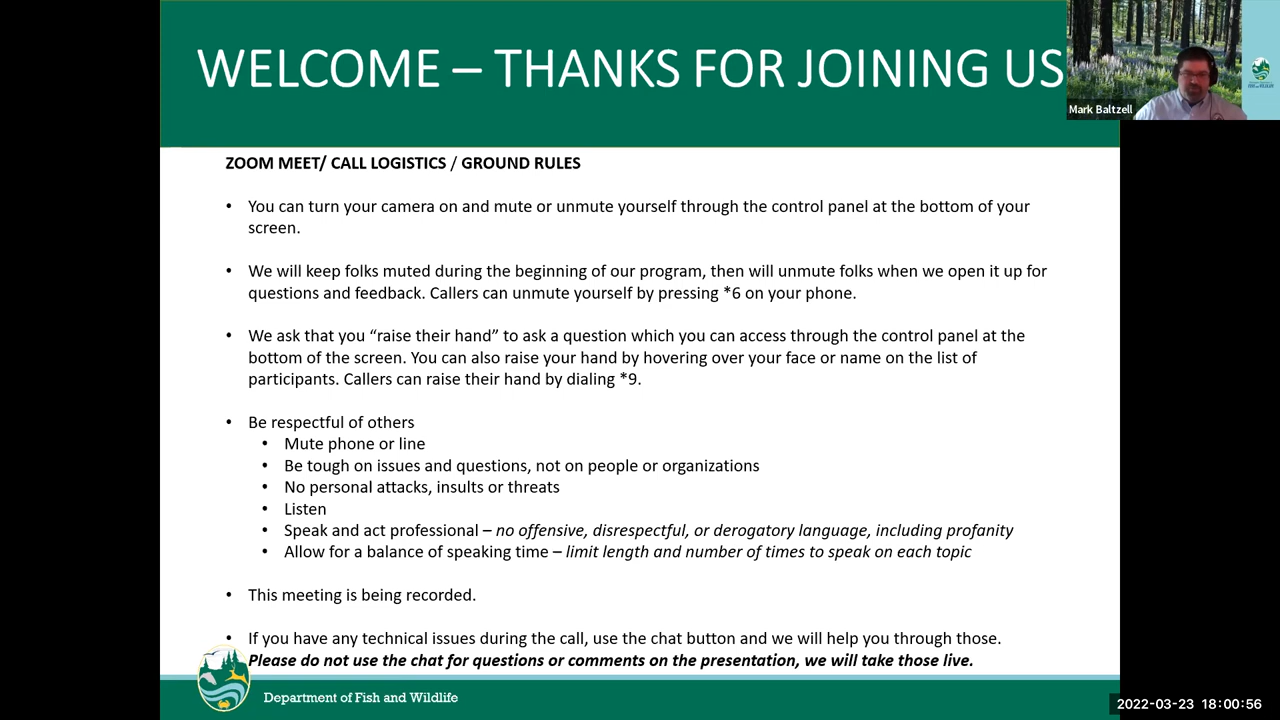 WELCOME – THANKS FOR JOINING US
Mark Baltzell
ZOOM MEET/ CALL LOGISTICS / GROUND RULES
• You can turn your camera on and mute or unmute yourself through the control panel at the bottom of your
screen.
• We will keep folks muted during the beginning of our program, then will unmute folks when we open it up for
questions and feedback. Callers can unmute yourself by pressing *6 on your phone.
• We ask that you “raise their hand” to ask a question which you can access through the control panel at the
bottom of the screen. You can also raise your hand by hovering over your face or name on the list of
participants. Callers can raise their hand by dialing *9.
• Be respectful of others
• Mute phone or line
• Be tough on issues and questions, not on people or organizations
• No personal attacks, insults or threats
• Listen
• Speak and act professional – no offensive, disrespectful, or derogatory language, including profanity
• Allow for a balance of speaking time – limit length and number of times to speak on each topic
• This meeting is being recorded.
• If you have any technical issues during the call, use the chat button and we will help you through those.
Please do not use the chat for questions or comments on the presentation, we will take those live.
Department of Fish and Wildlife
2022-03-23 18:00:56